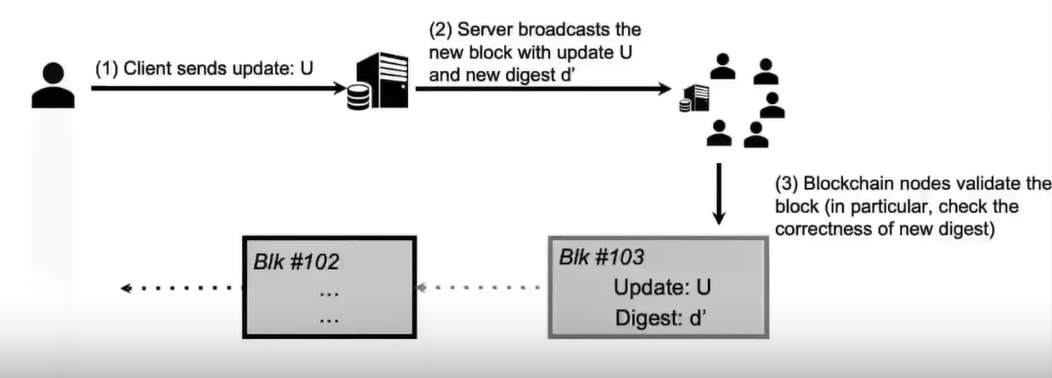 (1) Client sends update: U
(2) Server broadcasts the
new block with update U
and new digest d'
(3) Blockchain nodes validate the
block (in particular, check the
correctness of new digest)
Blk #102
...
...
Blk #103
Update: U
Digest: d'